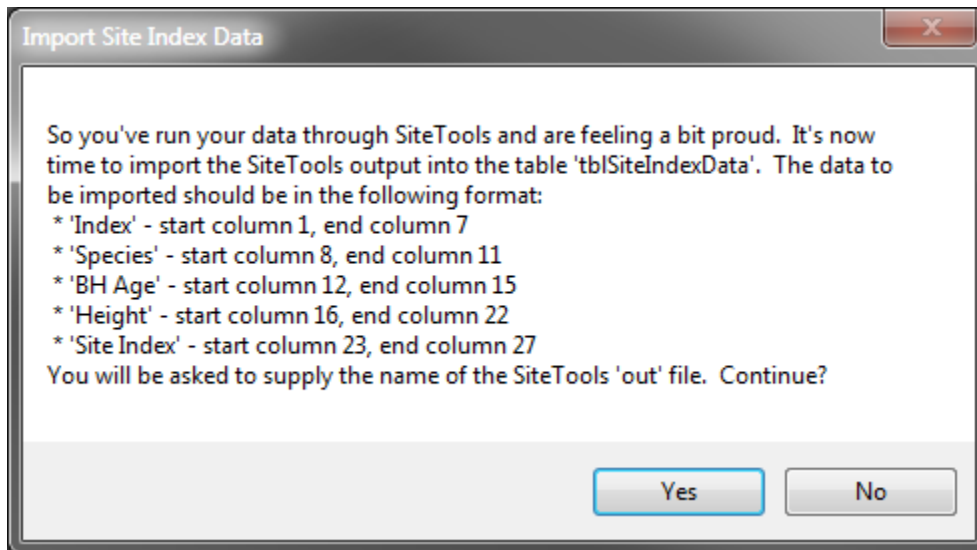 Import Site Index Data
So you've run your data through SiteTools and are feeling a bit proud.  It's now
time to import the SiteTools output into the table 'tblSiteIndexData'.  The data to
be imported should be in the following format:
* 'Index' - start column 1, end column 7
* 'Species' - start column 8, end column 11
* 'BH Age' - start column 12, end column 15
* 'Height' - start column 16, end column 22
* 'Site Index' - start column 23, end column 27
You will be asked to supply the name of the SiteTools 'out' file.  Continue?
Yes No